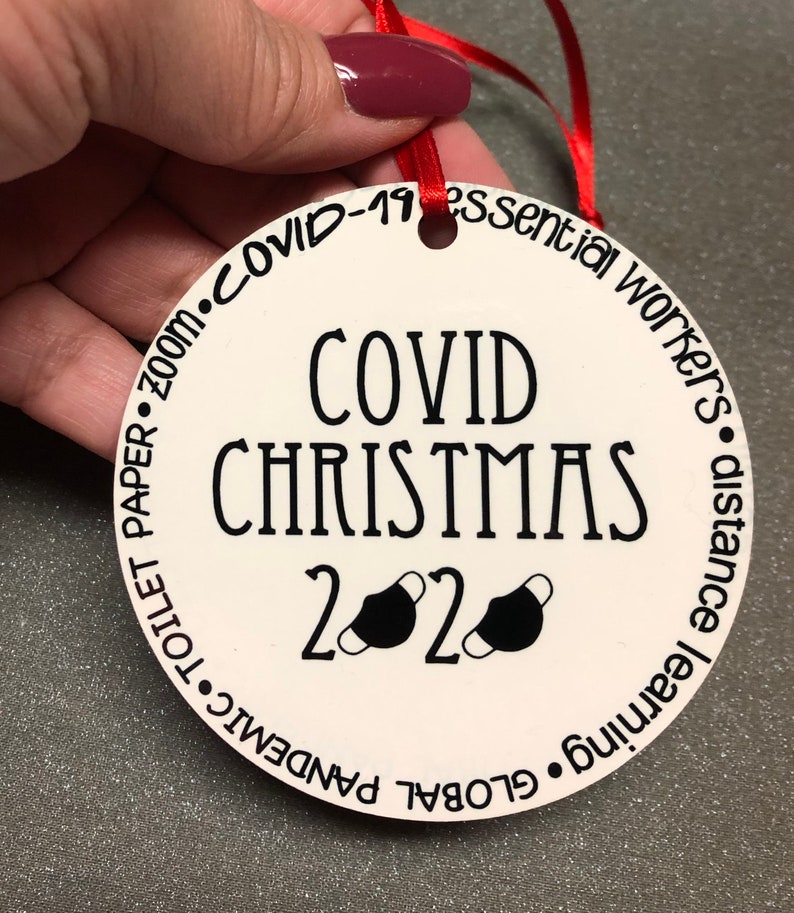 COVID
CHRISTMAS
2020
COVID-19 • essential workers • distance learning • GLOBAL PANDEMIC • TOILET PAPER • zoom •